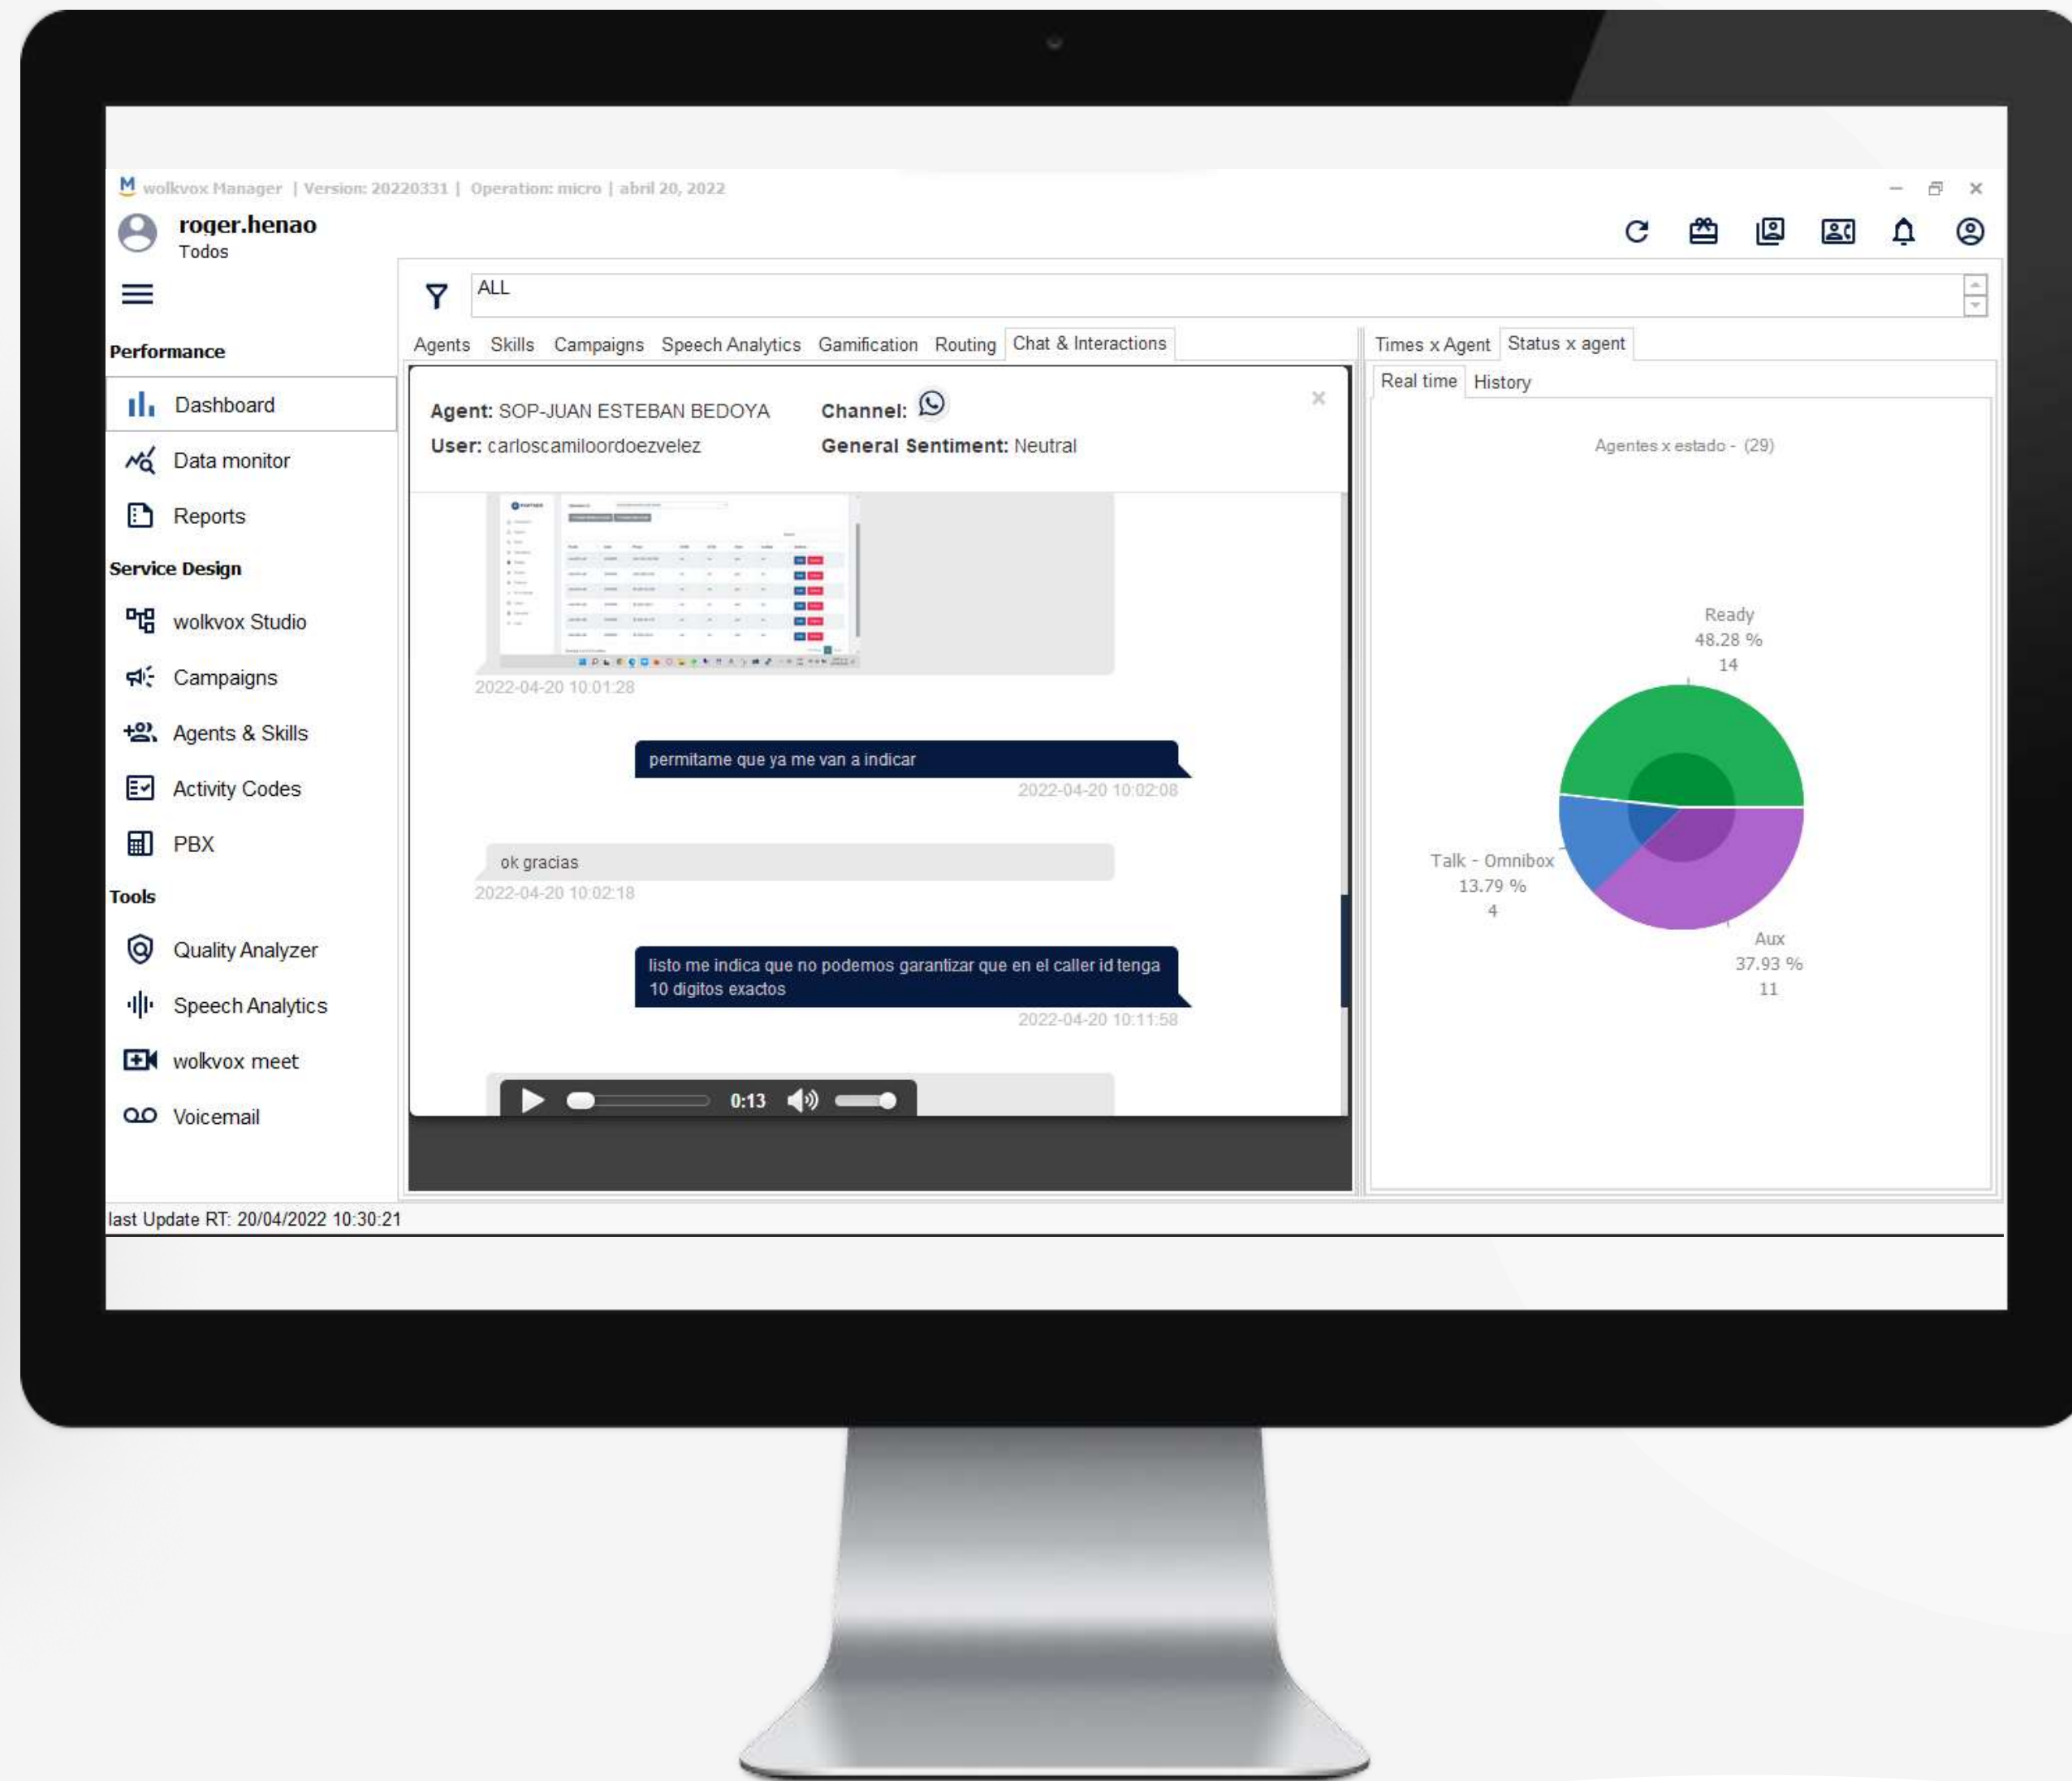 wolkvox Manager | Version: 20220331 | Operation: micro | abril 20, 2022
roger.henao
Todos
ALL
Performance
Dashboard
Data monitor
Reports
Service Design
wolkvox Studio
Campaigns
Agents & Skills
Activity Codes
PBX
Tools
Quality Analyzer
Speech Analytics
wolkvox meet
Voicemail
Agents Skills Campaigns Speech Analytics Gamification Routing Chat & Interactions
Agent: SOP-JUAN ESTEBAN BEDOYA Channel:
User: carloscamiloordoezvelez General Sentiment: Neutral
2022-04-20 10:01:28
permitame que ya me van a indicar
2022-04-20 10:02:08
ok gracias
2022-04-20 10:02:18
listo me indica que no podemos garantizar que en el caller id tenga
10 digitos exactos
2022-04-20 10:11:58
0:13
Times x Agent Status x agent
Real time History
Agentes x estado - (29)
Ready
48.28 %
14
Talk - Omnibox
13.79 %
4
Aux
37.93 %
11
last Update RT: 20/04/2022 10:30:21